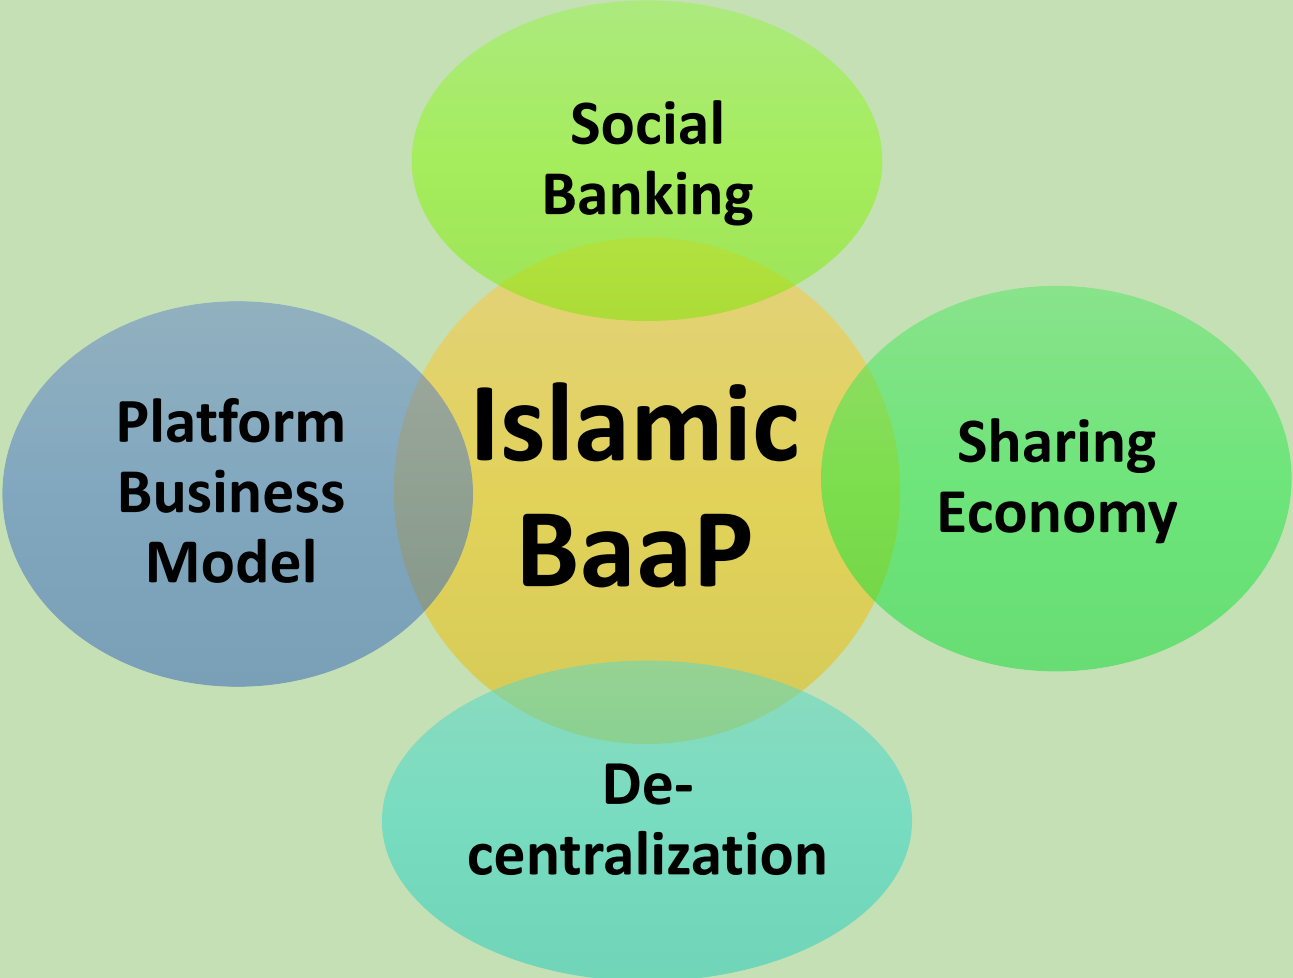 Social
Banking
Platform
Business
Model
Islamic
BaaP
Sharing
Economy
De-
centralization